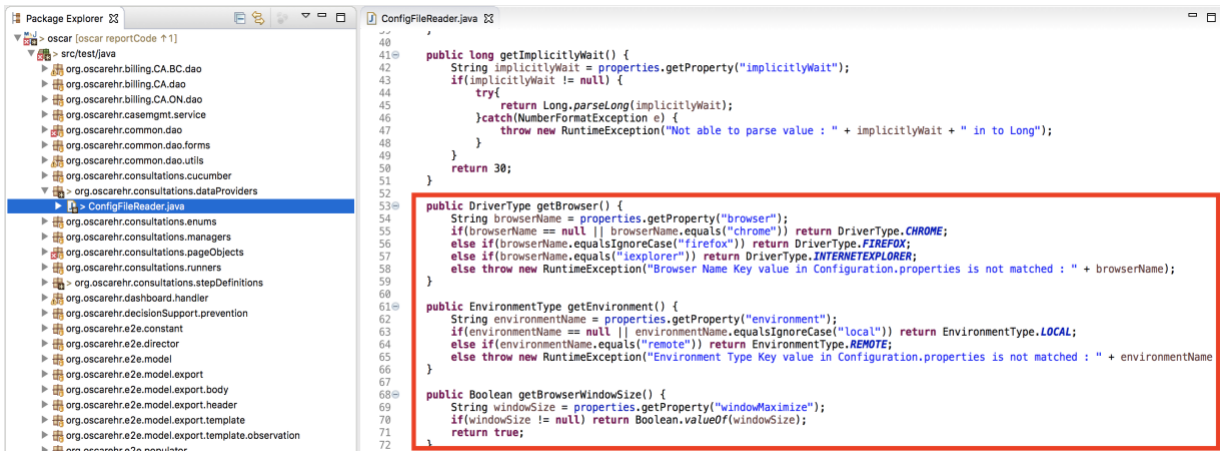 Package Explorer
> oscar [oscar reportCode ↑1]
> src/test/java
org.oscarehr.billing.CA.BC.dao
org.oscarehr.billing.CA.dao
org.oscarehr.billing.CA.ON.dao
org.oscarehr.casemgmt.service
org.oscarehr.common.dao
org.oscarehr.common.dao.forms
org.oscarehr.common.dao.utils
org.oscarehr.consultations.cucumber
> org.oscarehr.consultations.dataProviders
> ConfigFileReader.java
org.oscarehr.consultations.enums
org.oscarehr.consultations.managers
org.oscarehr.consultations.pageObjects
org.oscarehr.consultations.runners
> org.oscarehr.consultations.stepDefinitions
org.oscarehr.dashboard.handler
org.oscarehr.decisionSupport.prevention
org.oscarehr.e2e.constant
org.oscarehr.e2e.director
org.oscarehr.e2e.model
org.oscarehr.e2e.model.export
org.oscarehr.e2e.model.export.body
org.oscarehr.e2e.model.export.header
org.oscarehr.e2e.model.export.template
org.oscarehr.e2e.model.export.template.observation
org.oscarehr.e2e.populator
ConfigFileReader.java
39 }
40
41 public long getImplicitlyWait() {
42 String implicitlyWait = properties.getProperty("implicitlyWait");
43 if(implicitlyWait != null) {
44 try{
45 return Long.parseLong(implicitlyWait);
46 }catch(NumberFormatException e) {
47 throw new RuntimeException("Not able to parse value : " + implicitlyWait + " in to Long");
48 }
49 }
50 return 30;
51 }
52
53 public DriverType getBrowser() {
54 String browserName = properties.getProperty("browser");
55 if(browserName == null || browserName.equals("chrome")) return DriverType.CHROME;
56 else if(browserName.equalsIgnoreCase("firefox")) return DriverType.FIREFOX;
57 else if(browserName.equals("iexplorer")) return DriverType.INTERNETEXPLORER;
58 else throw new RuntimeException("Browser Name Key value in Configuration.properties is not matched : " + browserName);
59 }
60
61 public EnvironmentType getEnvironment() {
62 String environmentName = properties.getProperty("environment");
63 if(environmentName == null || environmentName.equalsIgnoreCase("local")) return EnvironmentType.LOCAL;
64 else if(environmentName.equals("remote")) return EnvironmentType.REMOTE;
65 else throw new RuntimeException("Environment Type Key value in Configuration.properties is not matched : " + environmentName
66 }
67
68 public Boolean getBrowserWindowSize() {
69 String windowSize = properties.getProperty("windowMaximize");
70 if(windowSize != null) return Boolean.valueOf(windowSize);
71 return true;
72 }